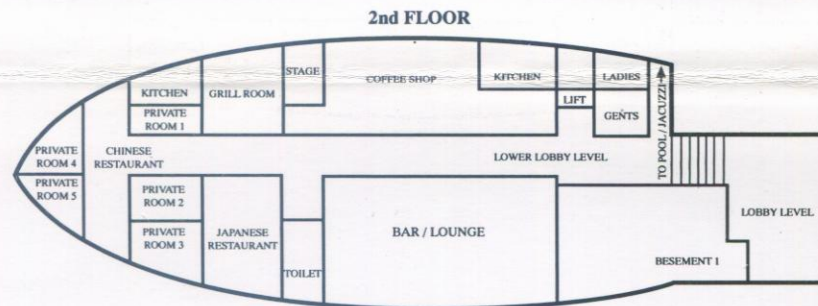 2nd FLOOR
STAGE
COFFEE SHOP
KITCHEN
LADIES
KITCHEN
GRILL ROOM
PRIVATE
ROOM 1
LIFT
GENTS
TO POOL / JACUZZI
PRIVATE
ROOM 4
CHINESE
RESTAURANT
LOWER LOBBY LEVEL
PRIVATE
ROOM 5
PRIVATE
ROOM 2
LOBBY LEVEL
PRIVATE
ROOM 3
JAPANESE
RESTAURANT
BAR / LOUNGE
TOILET
BESEMENT 1